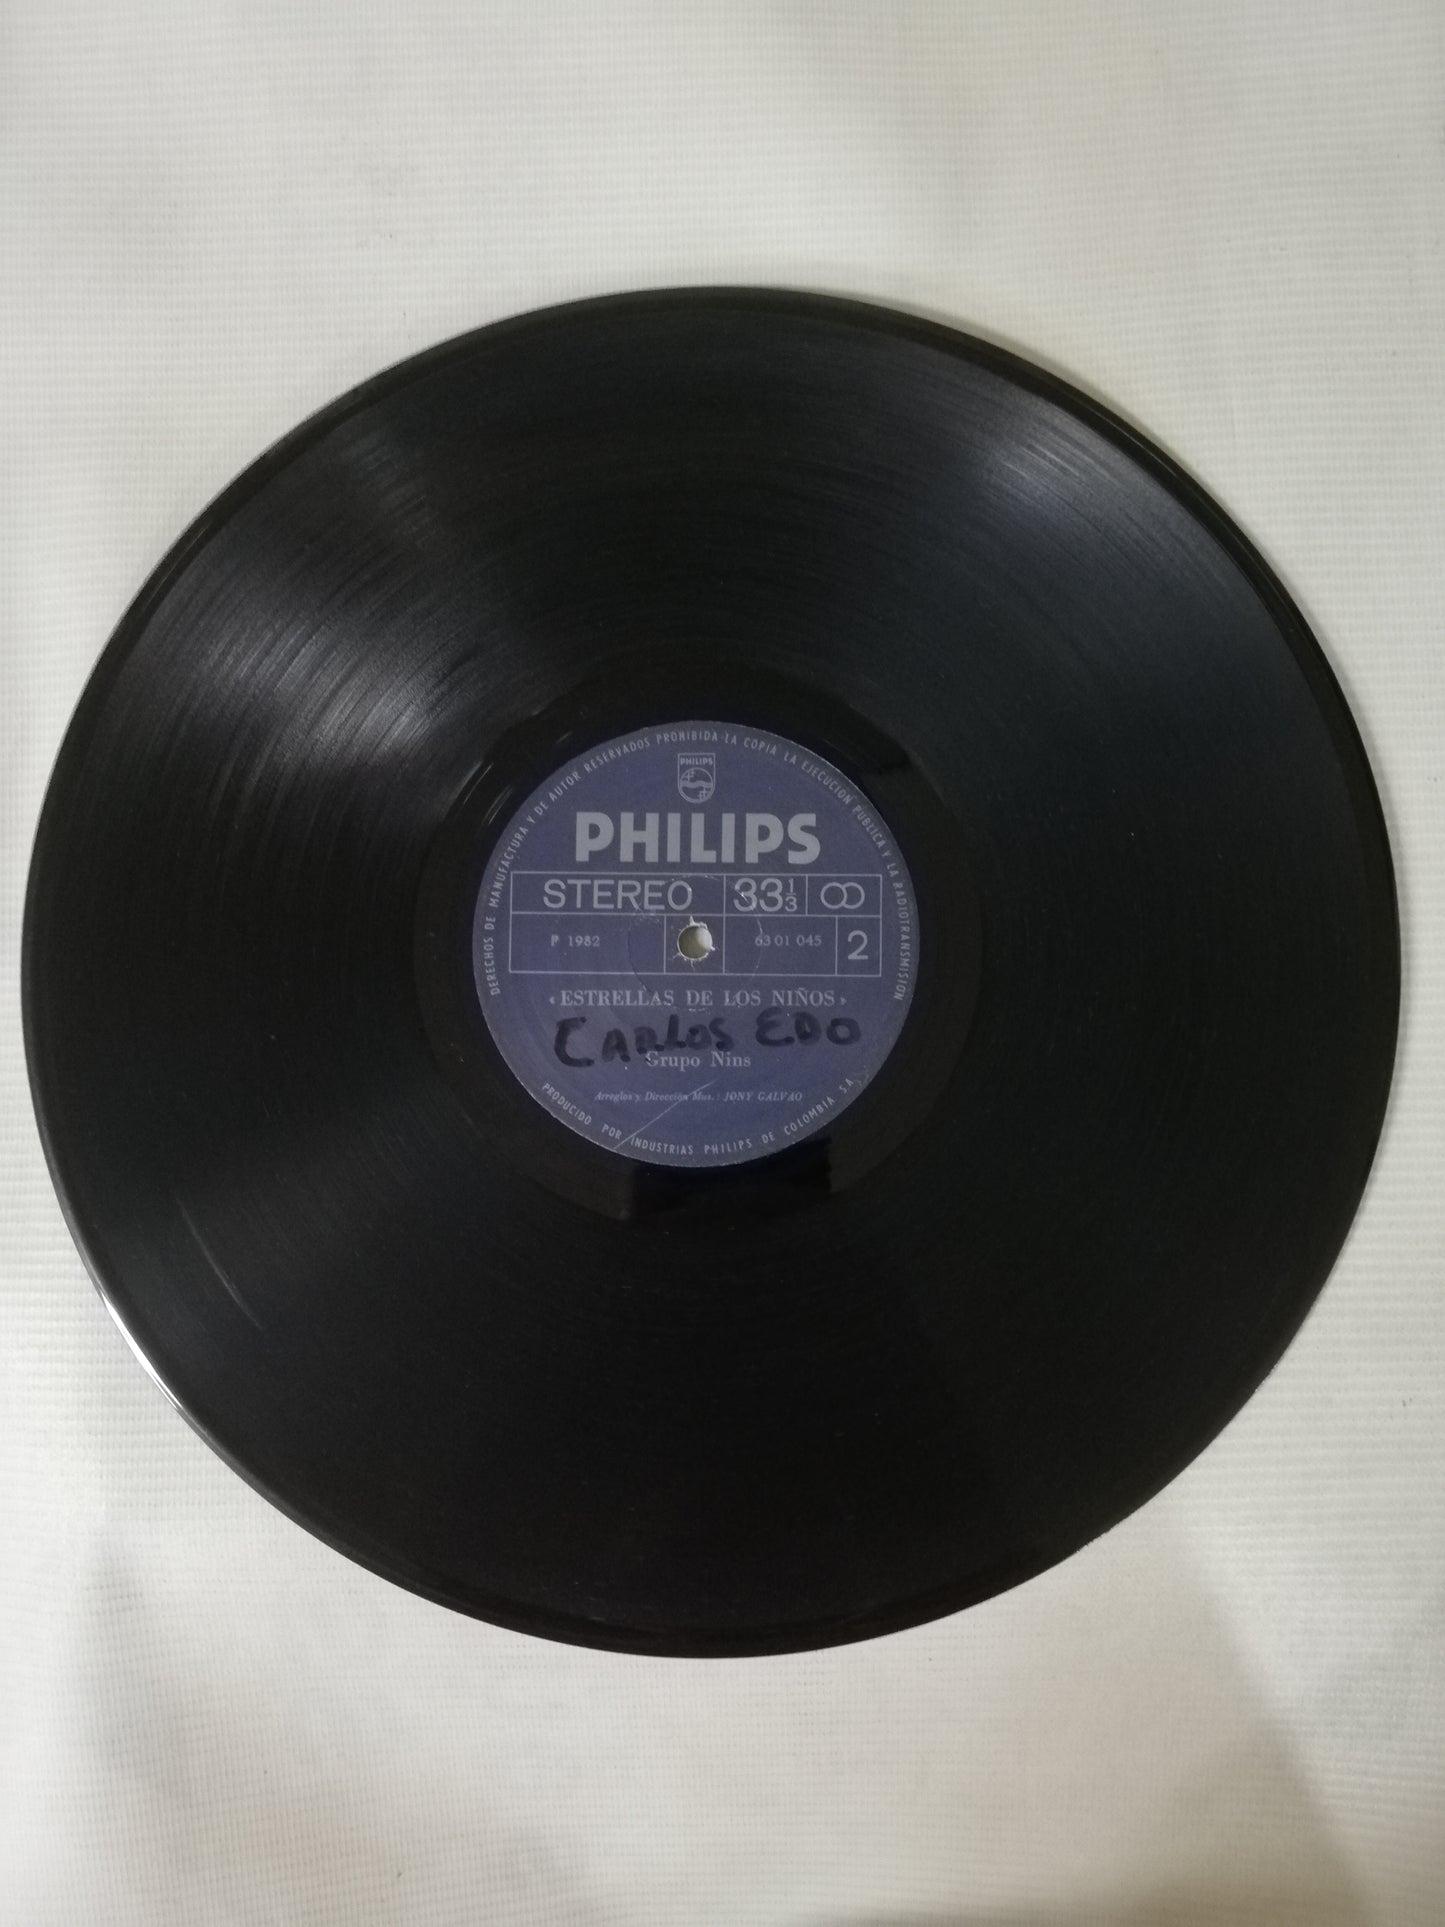 DERECHOS DE MANUFACTURA Y DE AUTOR RESERVADOS PROHIBIDA LA COPIA LA EJECUCION PUBLICA Y LA RADIOTRANSMISION
PHILIPS
PHILIPS
STEREO 33 1/3
P 1982 63 01 045 2
«ESTRELLAS DE LOS NIÑOS»
CARLOS EDO
Grupo Nins
Arreglos y Dirección Mus.: JONY GALVAO
PRODUCIDO POR INDUSTRIAS PHILIPS DE COLOMBIA S.A.